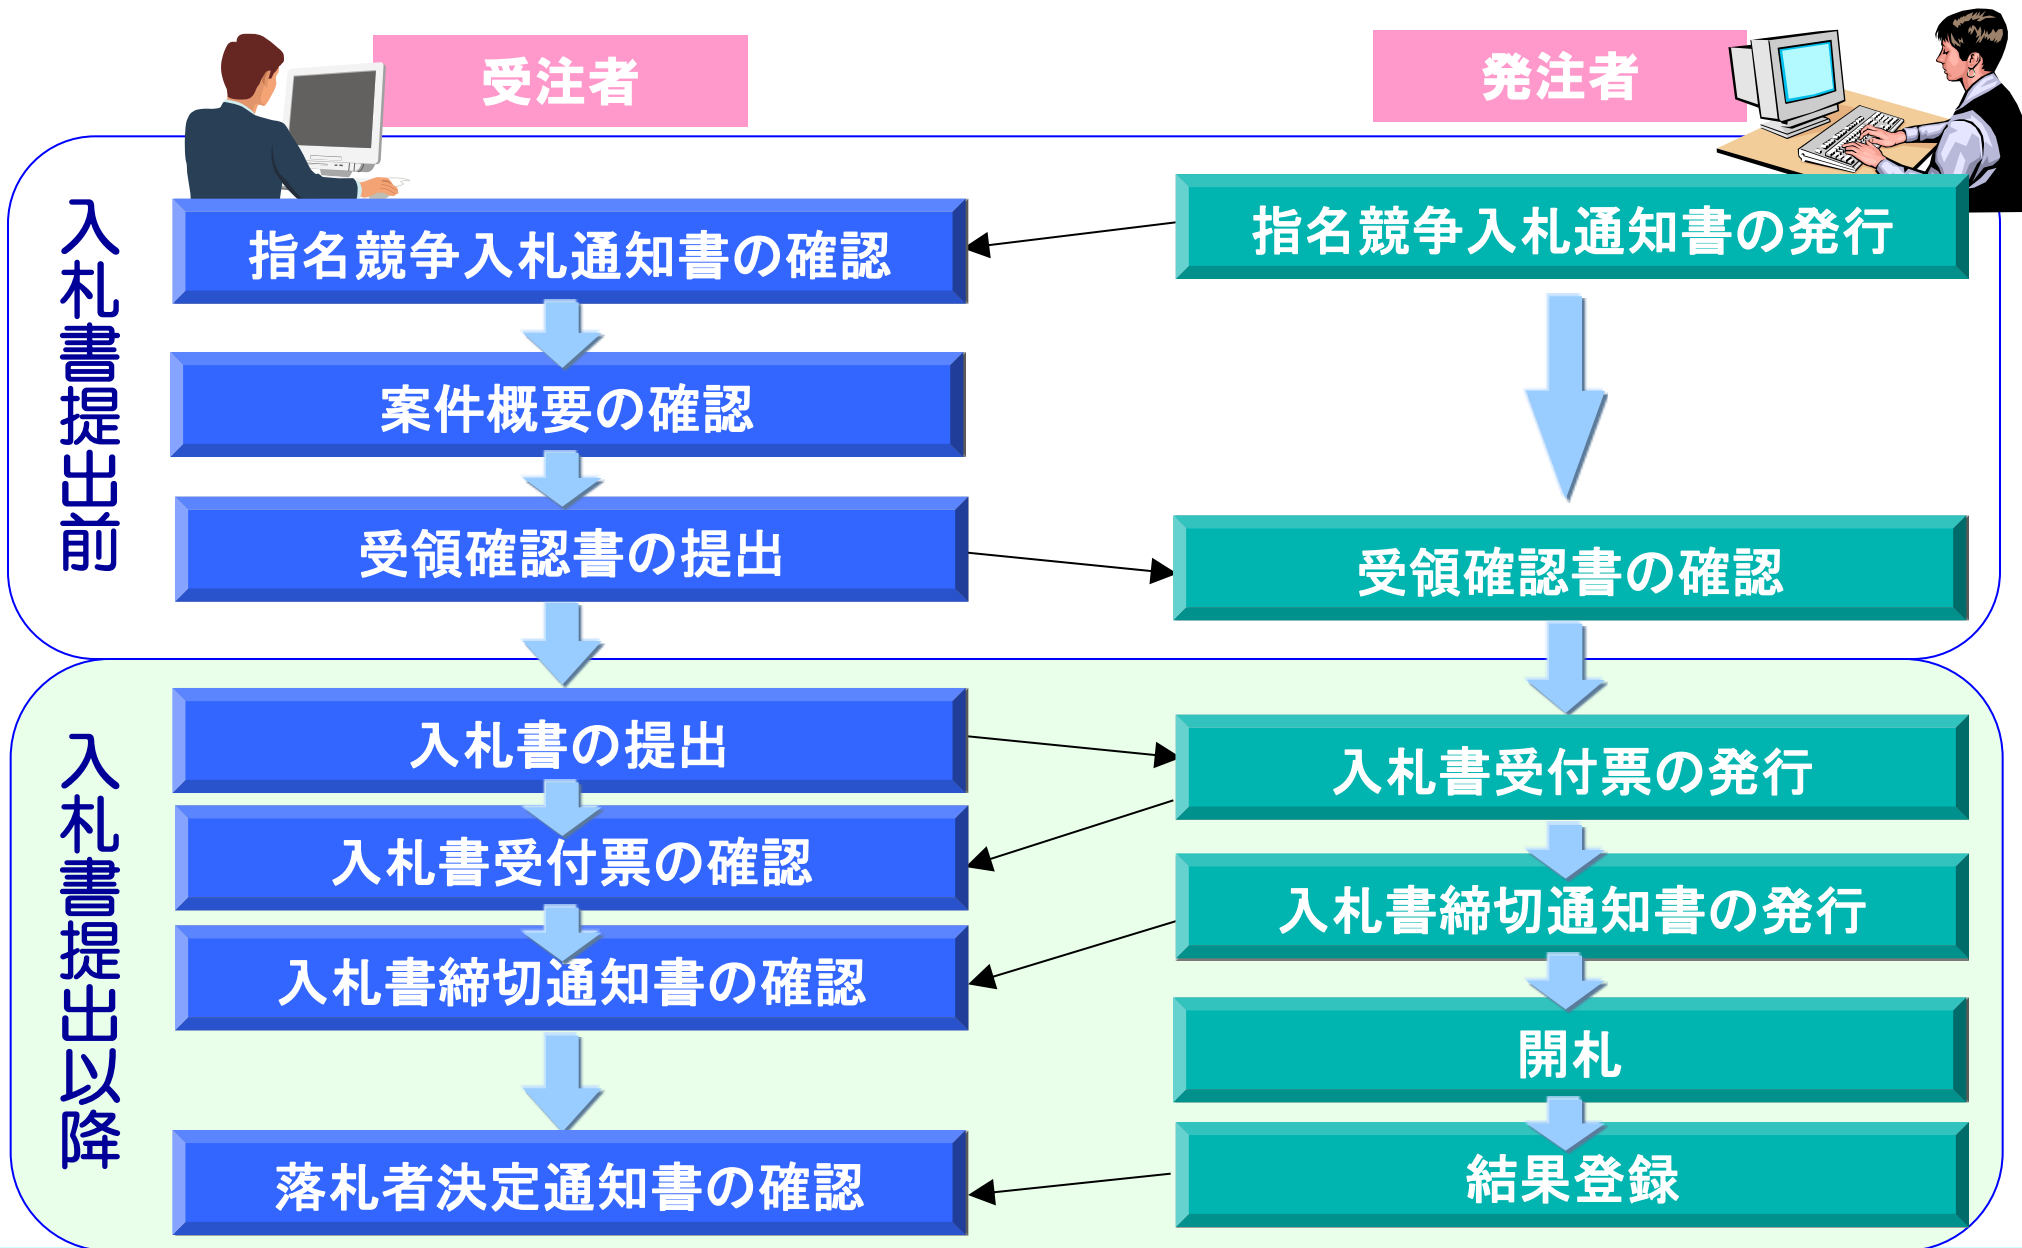 受注者
発注者
入札書提出前
指名競争入札通知書の確認
指名競争入札通知書の発行
案件概要の確認
受領確認書の提出
受領確認書の確認
入札書提出以降
入札書の提出
入札書受付票の発行
入札書受付票の確認
入札書締切通知書の発行
入札書締切通知書の確認
開札
落札者決定通知書の確認
結果登録